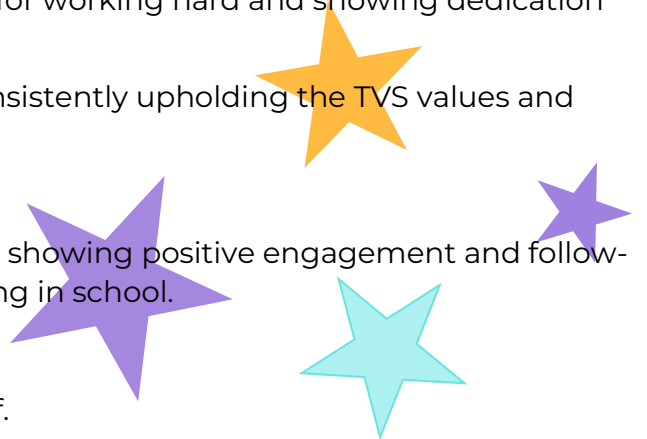 for working hard and showing dedication
nsistently upholding the TVS values and
showing positive engagement and follow-
ng in school.
f.